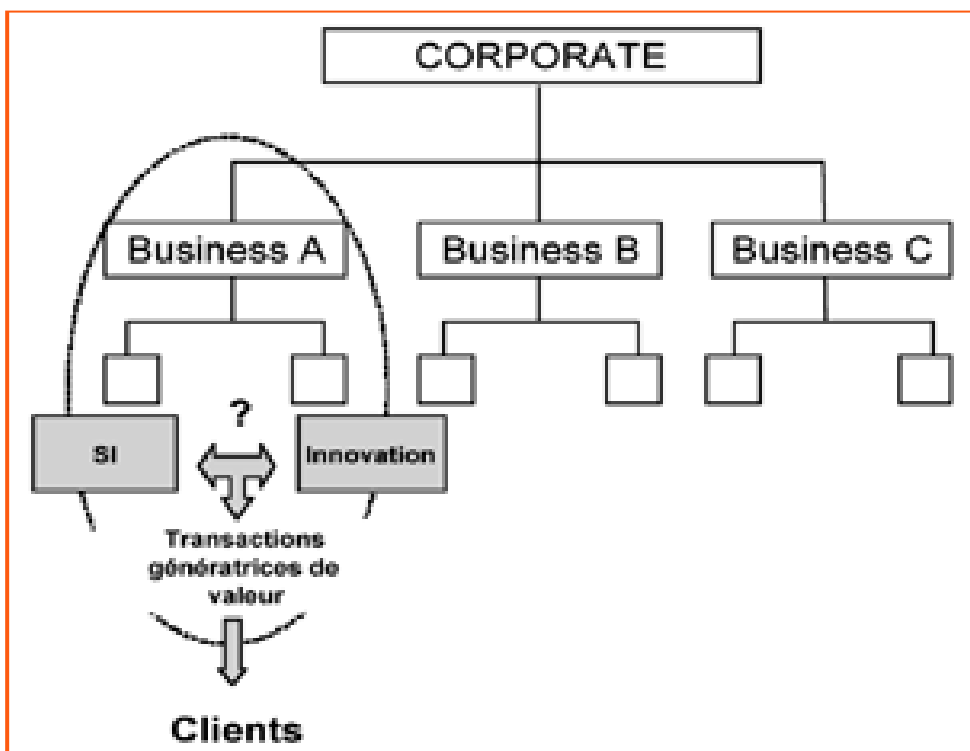 CORPORATE
Business A
Business B
Business C
?
SI
Innovation
Transactions
génératrices de
valeur
Clients